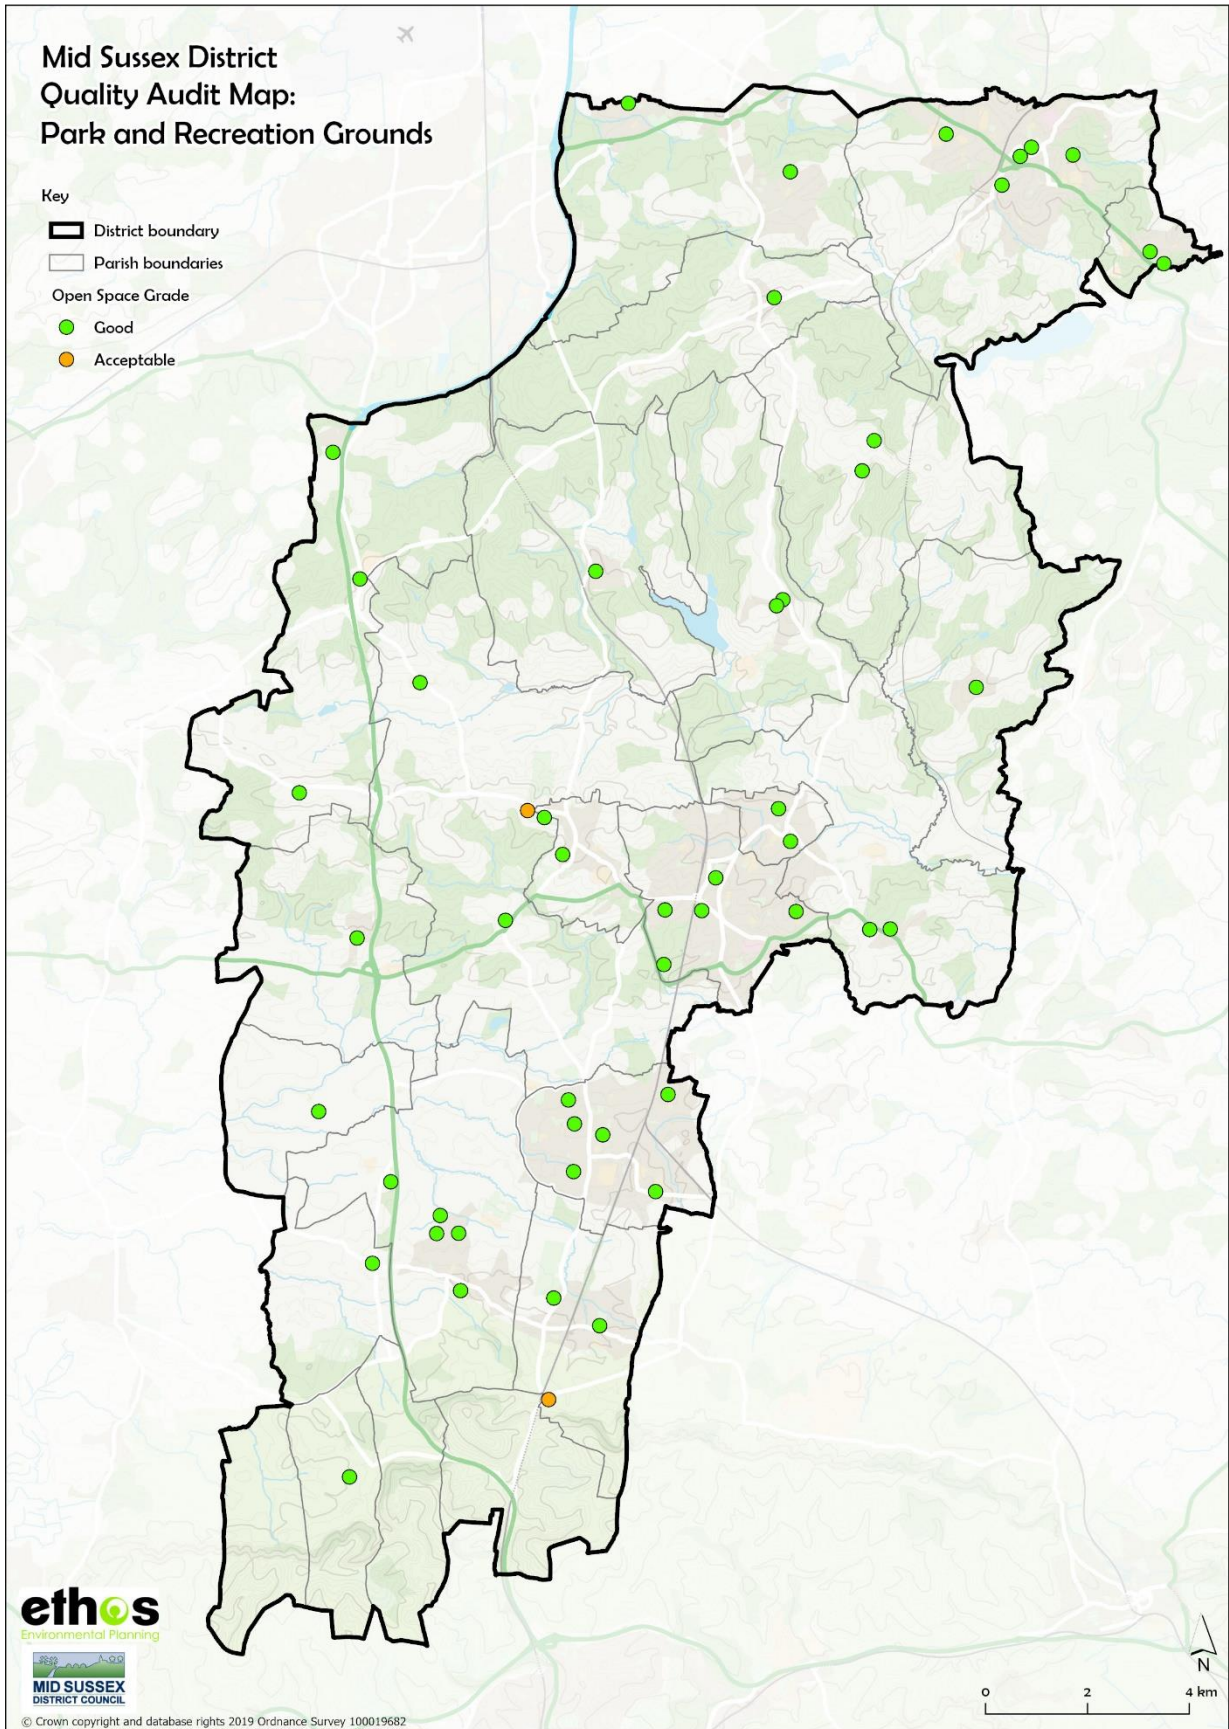 Mid Sussex District
Quality Audit Map:
Park and Recreation Grounds
Key
District boundary
Parish boundaries
Open Space Grade
Good
Acceptable
ethos
Environmental Planning
MID SUSSEX
DISTRICT COUNCIL
© Crown copyright and database rights 2019 Ordnance Survey 100019682
N
0 2 4 km